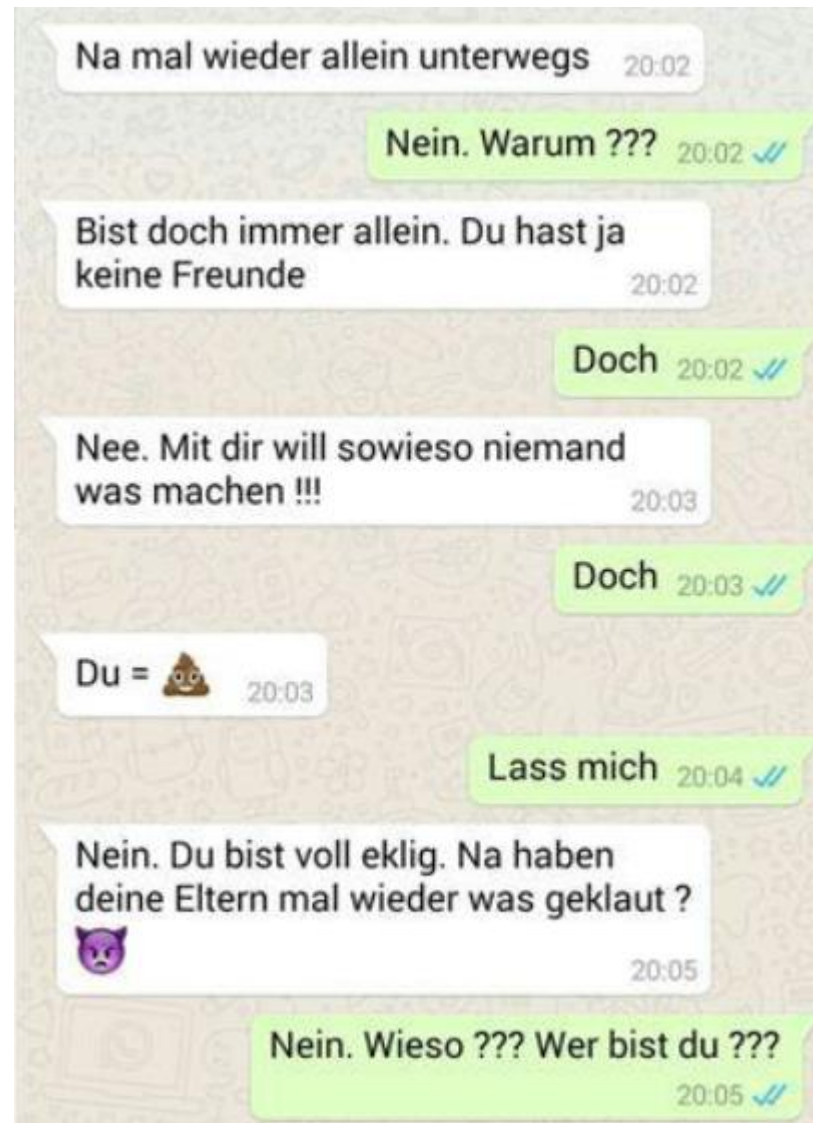 Na mal wieder allein unterwegs 20:02
Nein. Warum ??? 20:02
Bist doch immer allein. Du hast ja
keine Freunde 20:02
Doch 20:02
Nee. Mit dir will sowieso niemand
was machen !!! 20:03
Doch 20:03
Du = 💩 20:03
Lass mich 20:04
Nein. Du bist voll eklig. Na haben
deine Eltern mal wieder was geklaut ?
👿 20:05
Nein. Wieso ??? Wer bist du ???
20:05